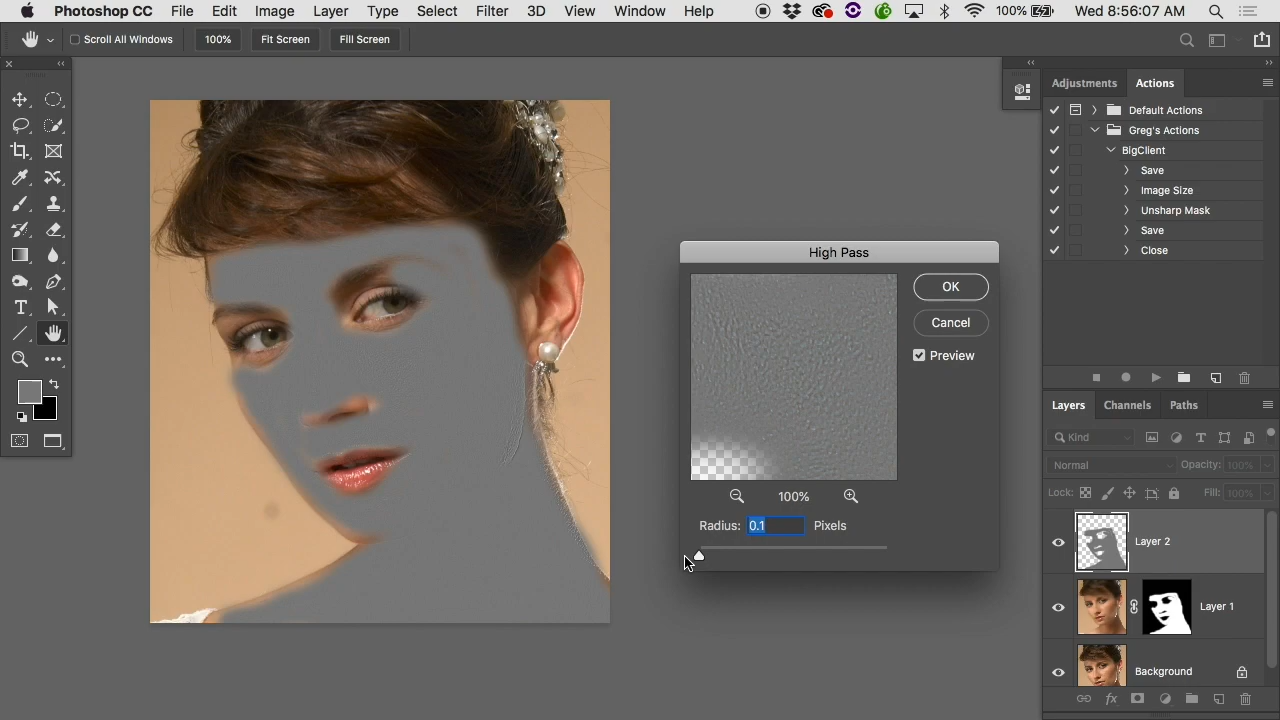 Photoshop CC File Edit Image Layer Type Select Filter 3D View Window Help 100% Wed 8:56:07 AM
Scroll All Windows 100% Fit Screen Fill Screen
Adjustments Actions
Default Actions
Greg's Actions
BigClient
Save
Image Size
Unsharp Mask
Save
Close
High Pass
OK
Cancel
Preview
100%
Radius: 0.1 Pixels
Layers Channels Paths
Kind
Normal Opacity: 100%
Lock: Fill: 100%
Layer 2
Layer 1
Background
fx